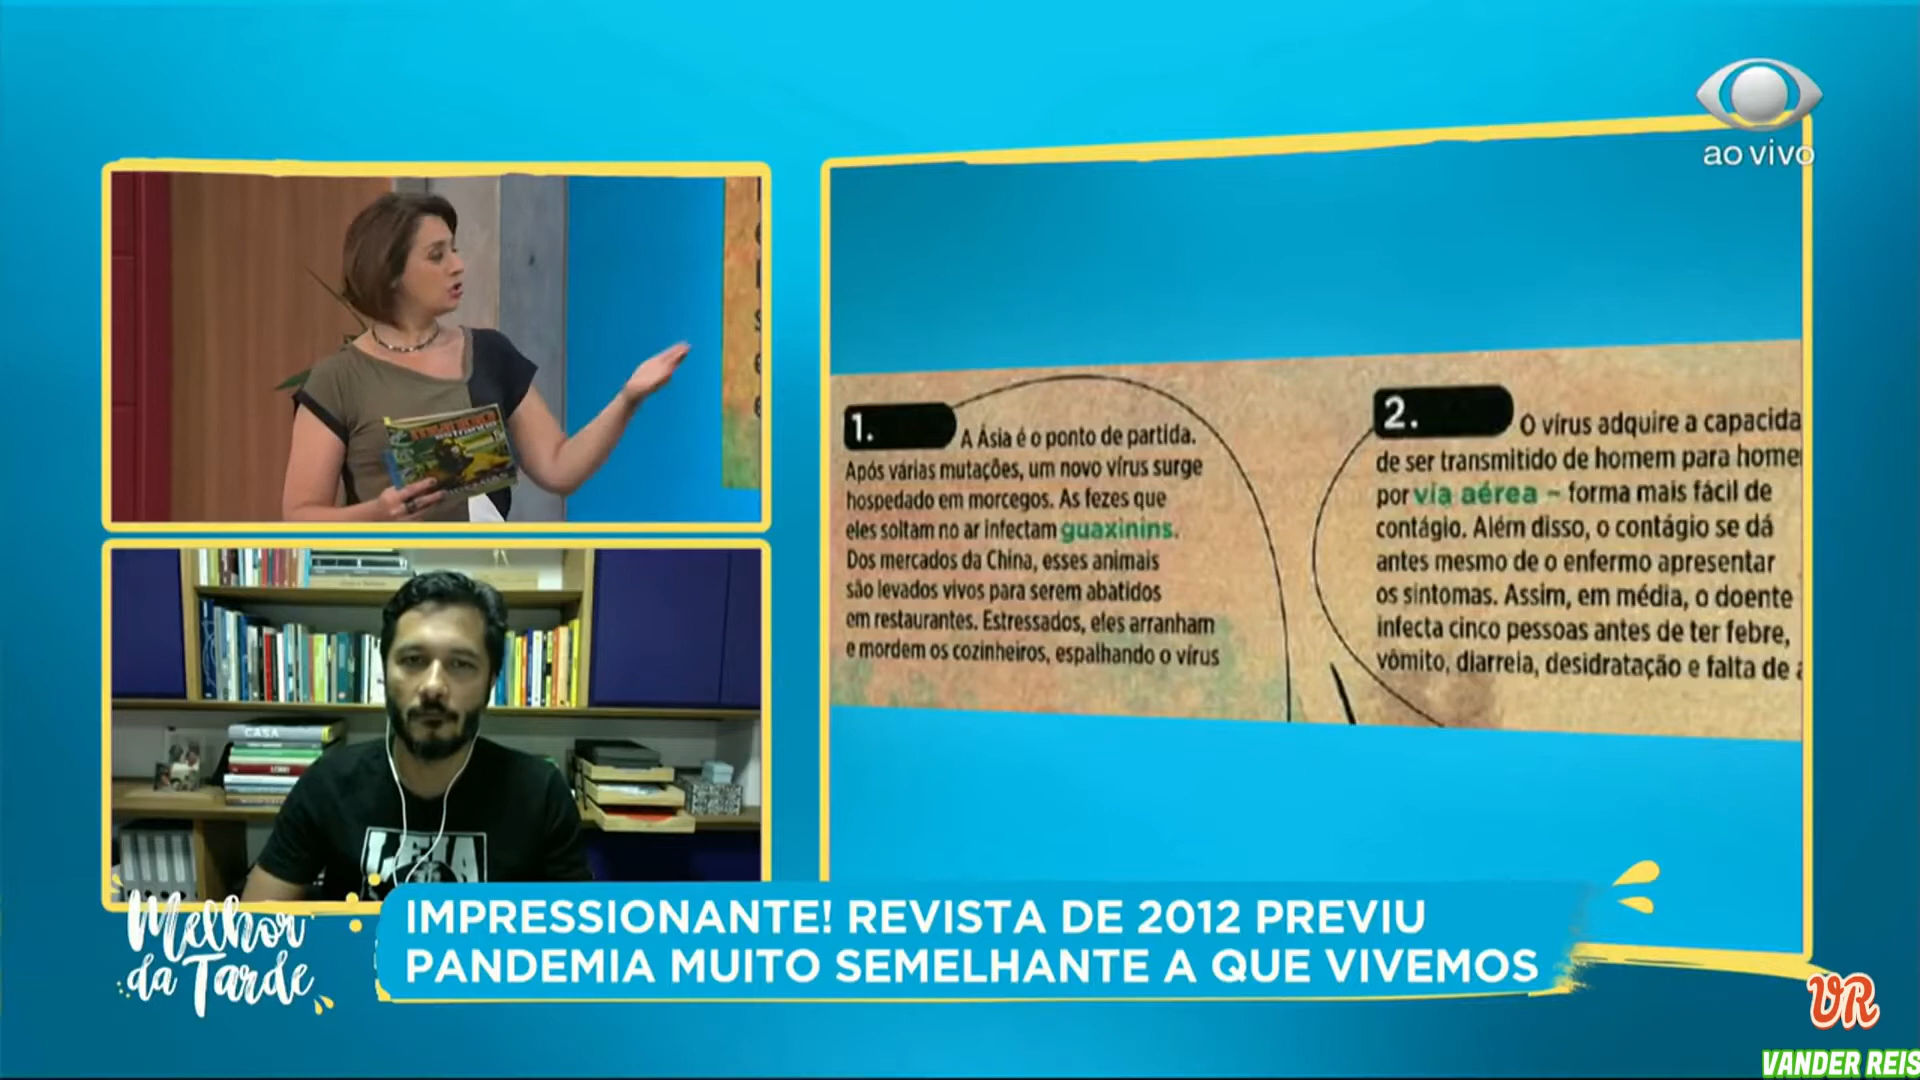 ao vivo
MUNDO
estranho
1.
A Ásia é o ponto de partida.
Após várias mutações, um novo vírus surge
hospedado em morcegos. As fezes que
eles soltam no ar infectam guaxinins.
Dos mercados da China, esses animais
são levados vivos para serem abatidos
em restaurantes. Estressados, eles arranham
e mordem os cozinheiros, espalhando o vírus
2.
O vírus adquire a capacida
de ser transmitido de homem para home
por via aérea – forma mais fácil de
contágio. Além disso, o contágio se dá
antes mesmo de o enfermo apresentar
os sintomas. Assim, em média, o doente
infecta cinco pessoas antes de ter febre,
vômito, diarreia, desidratação e falta de
CASA
LEIA
Melhor
da Tarde
IMPRESSIONANTE! REVISTA DE 2012 PREVIU
PANDEMIA MUITO SEMELHANTE A QUE VIVEMOS
VR
VANDER REIS